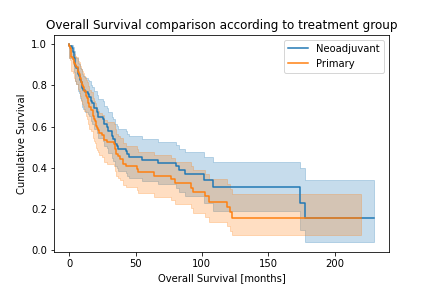 Overall Survival comparison according to treatment group
Neoadjuvant
Primary
Cumulative Survival
1.0
0.8
0.6
0.4
0.2
0.0
0 50 100 150 200
Overall Survival [months]